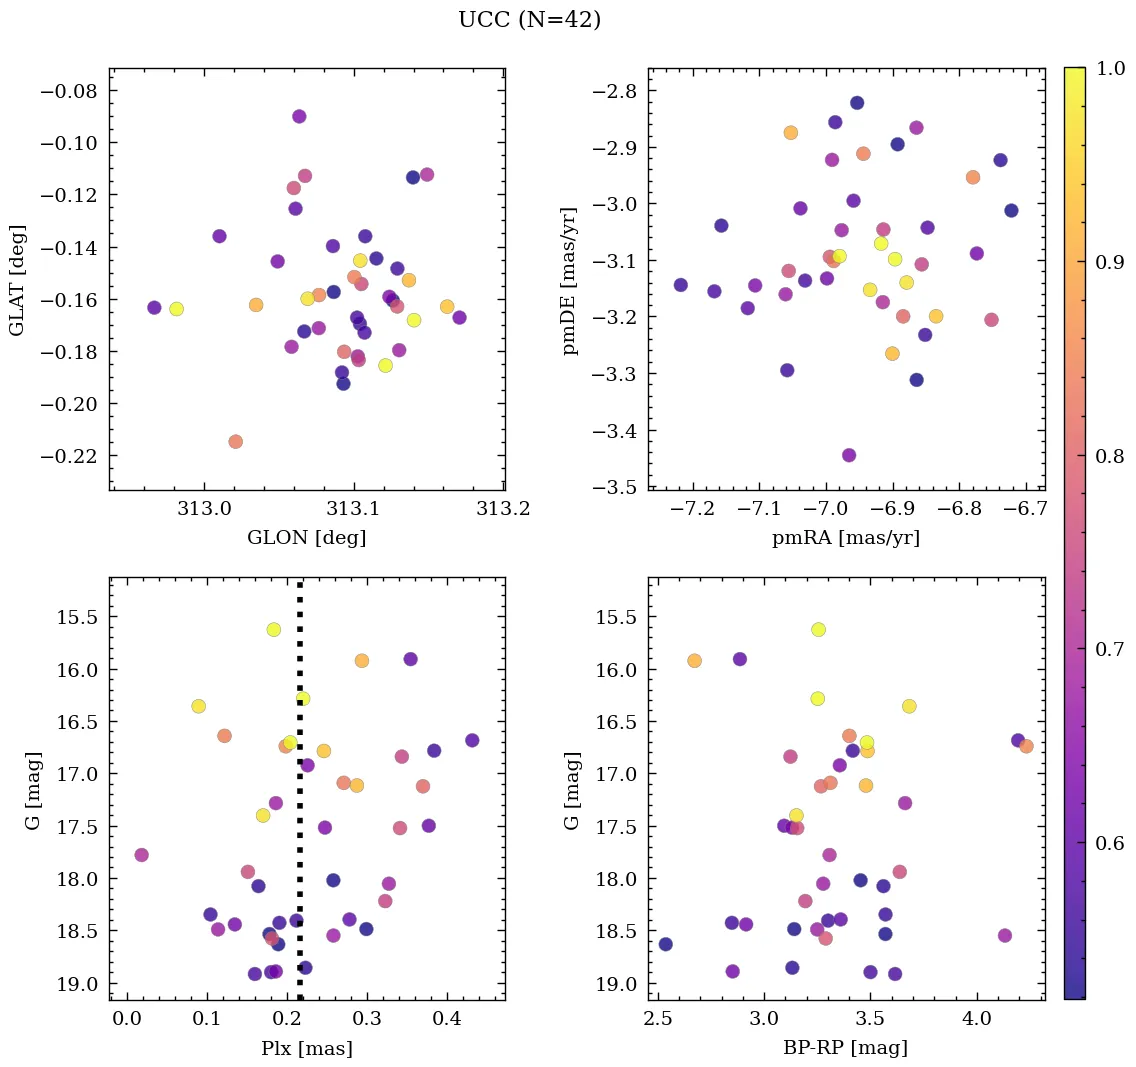 UCC (N=42)
−0.08
−0.10
−0.12
−0.14
−0.16
−0.18
−0.20
−0.22
GLAT [deg]
313.0 313.1 313.2
GLON [deg]
−2.8
−2.9
−3.0
−3.1
−3.2
−3.3
−3.4
−3.5
pmDE [mas/yr]
−7.2 −7.1 −7.0 −6.9 −6.8 −6.7
pmRA [mas/yr]
1.0
0.9
0.8
0.7
0.6
15.5
16.0
16.5
17.0
17.5
18.0
18.5
19.0
G [mag]
0.0 0.1 0.2 0.3 0.4
Plx [mas]
15.5
16.0
16.5
17.0
17.5
18.0
18.5
19.0
G [mag]
2.5 3.0 3.5 4.0
BP-RP [mag]